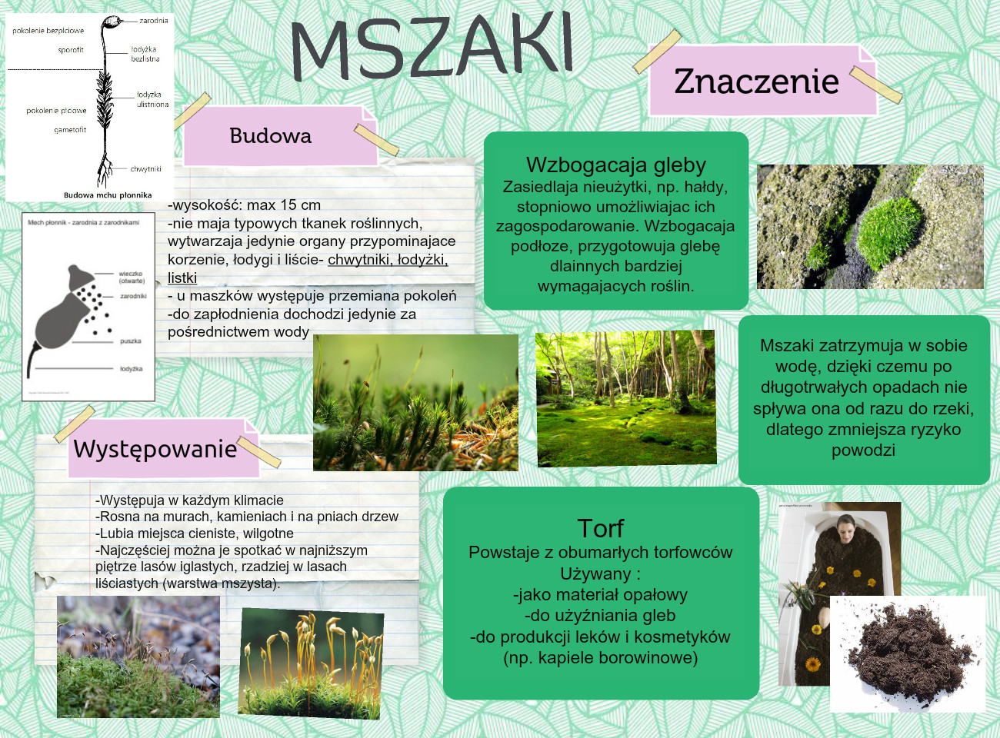 MSZAKI
zarodnia
pokolenie bezpłciowe
sporofit
łodyżka
bezlistna
łodyżka
ulistniona
pokolenie płciowe
gametofit
chwytniki
Budowa mchu płonnika
Budowa
-wysokość: max 15 cm
-nie maja typowych tkanek roślinnych,
wytwarzaja jedynie organy przypominajace
korzenie, łodygi i liście- chwytniki, łodyżki,
listki
- u maszków występuje przemiana pokoleń
-do zapłodnienia dochodzi jedynie za
pośrednictwem wody
Mech płonnik - zarodnia z zarodnikami
wieczko
(otwarte)
zarodniki
puszka
łodyżka
Występowanie
-Występuja w każdym klimacie
-Rosna na murach, kamieniach i na pniach drzew
-Lubia miejsca cieniste, wilgotne
-Najczęściej można je spotkać w najniższym
piętrze lasów iglastych, rzadziej w lasach
liściastych (warstwa mszysta).
Znaczenie
Wzbogacaja gleby
Zasiedlaja nieużytki, np. hałdy,
stopniowo umożliwiajac ich
zagospodarowanie. Wzbogacaja
podłoze, przygotowuja glebę
dlainnych bardziej
wymagajacych roślin.
Mszaki zatrzymuja w sobie
wodę, dzięki czemu po
długotrwałych opadach nie
spływa ona od razu do rzeki,
dlatego zmniejsza ryzyko
powodzi
Torf
Powstaje z obumarłych torfowców
Używany :
-jako materiał opałowy
-do użyźniania gleb
-do produkcji leków i kosmetyków
(np. kapiele borowinowe)